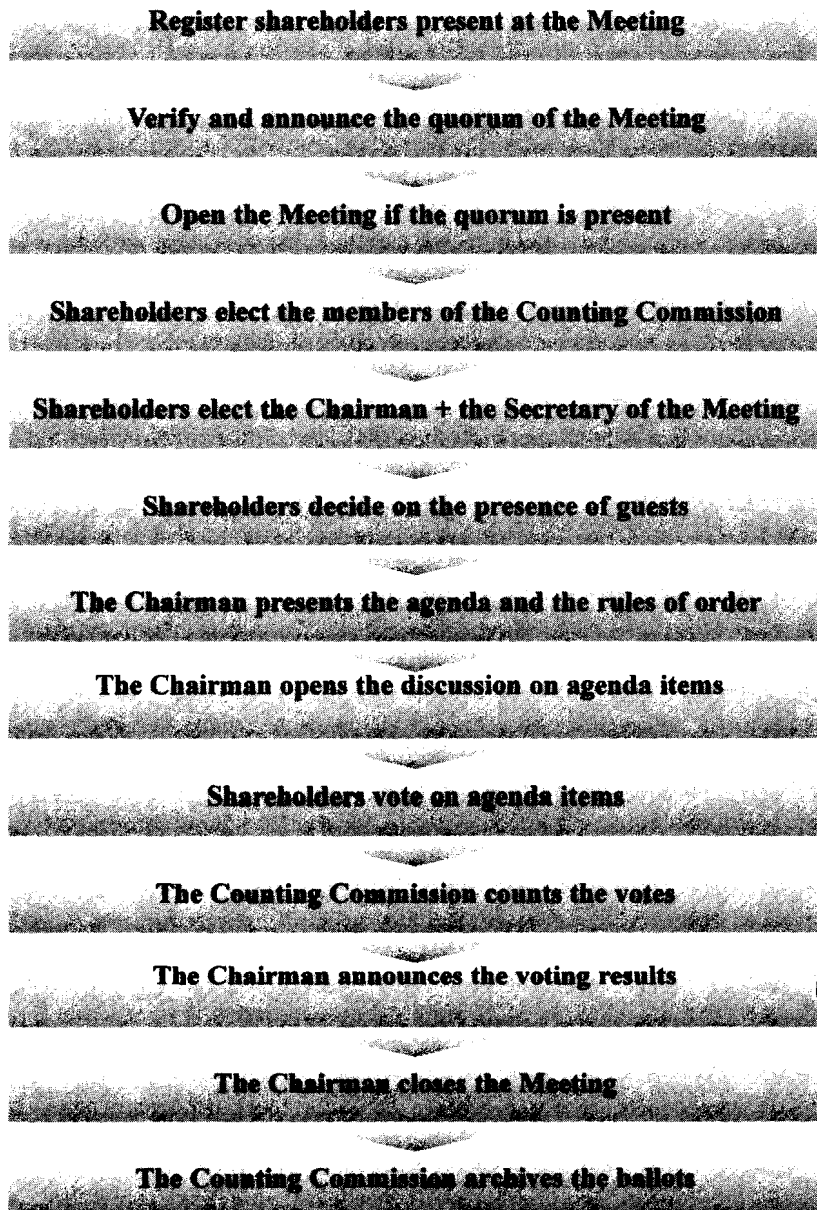 Register shareholders present at the Meeting
Verify and announce the quorum of the Meeting
Open the Meeting if the quorum is present
Shareholders elect the members of the Counting Commission
Shareholders elect the Chairman + the Secretary of the Meeting
Shareholders decide on the presence of guests
The Chairman presents the agenda and the rules of order
The Chairman opens the discussion on agenda items
Shareholders vote on agenda items
The Counting Commission counts the votes
The Chairman announces the voting results
The Chairman closes the Meeting
The Counting Commission archives the ballots